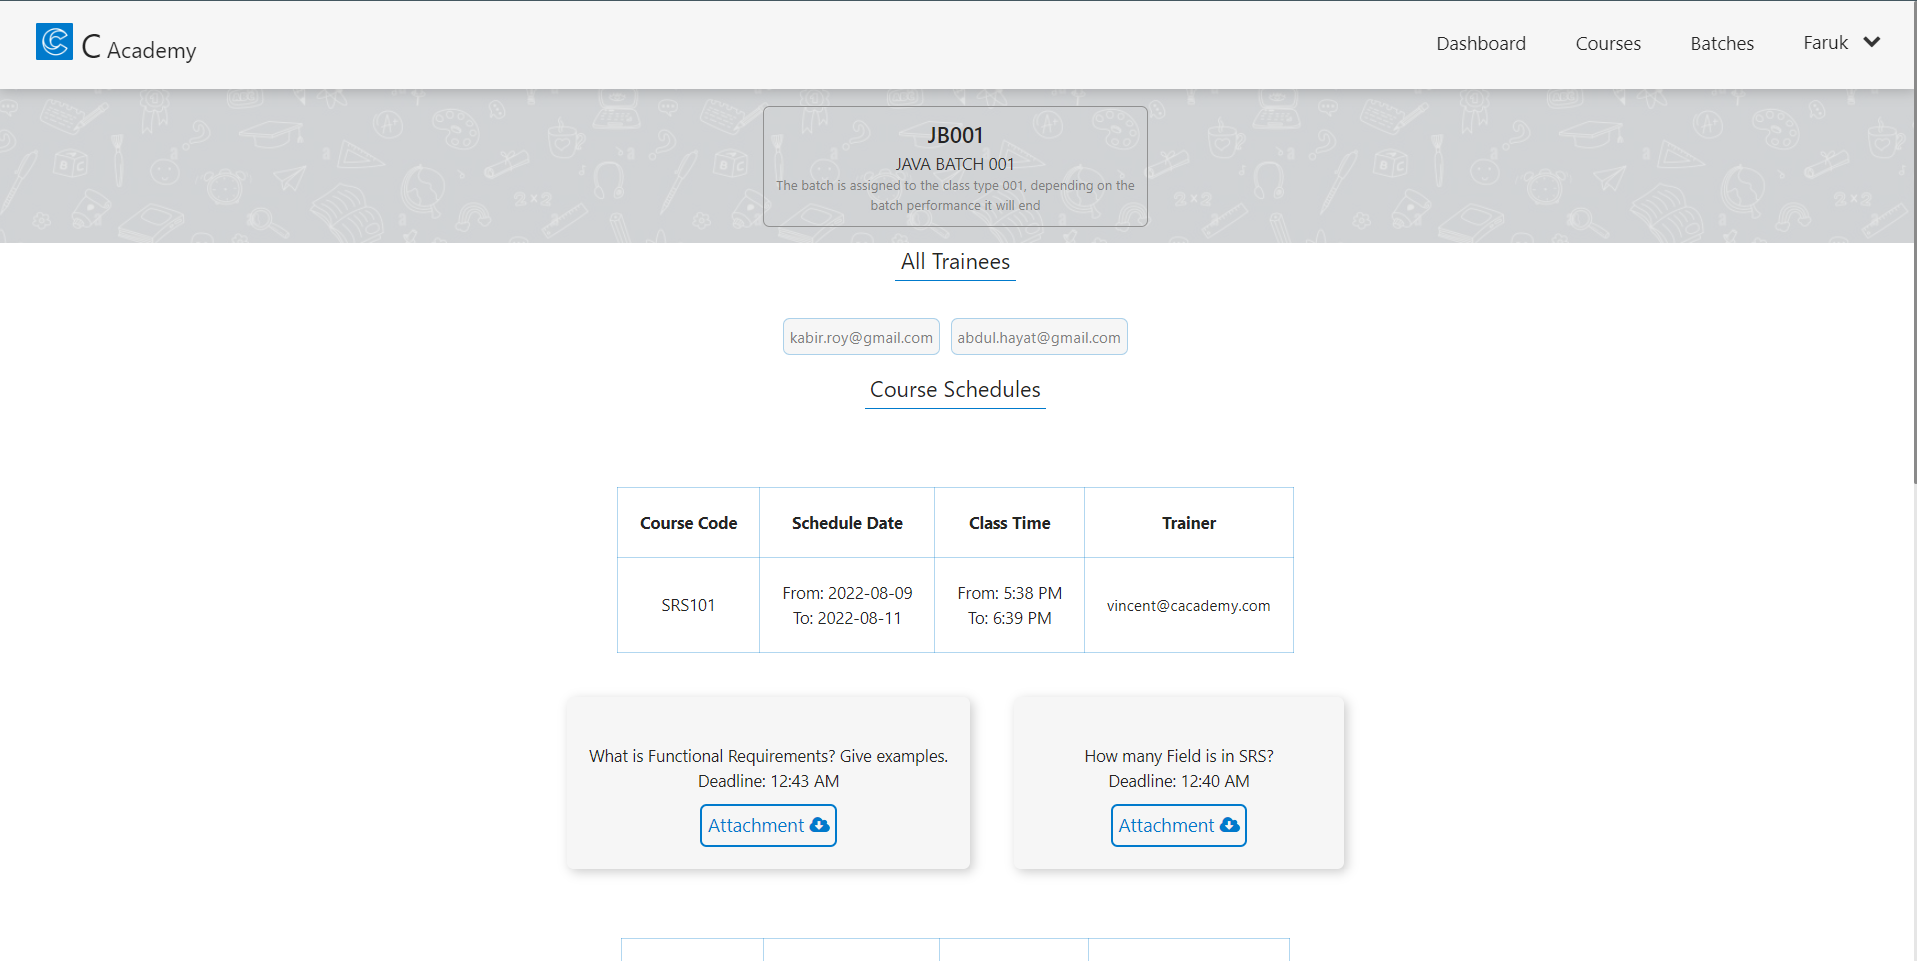 C Academy
Dashboard Courses Batches Faruk
JB001
JAVA BATCH 001
The batch is assigned to the class type 001, depending on the
batch performance it will end
All Trainees
kabir.roy@gmail.com abdul.hayat@gmail.com
Course Schedules
Course Code Schedule Date Class Time Trainer
SRS101
From: 2022-08-09
To: 2022-08-11
From: 5:38 PM
To: 6:39 PM
vincent@cacademy.com
What is Functional Requirements? Give examples.
Deadline: 12:43 AM
Attachment
How many Field is in SRS?
Deadline: 12:40 AM
Attachment